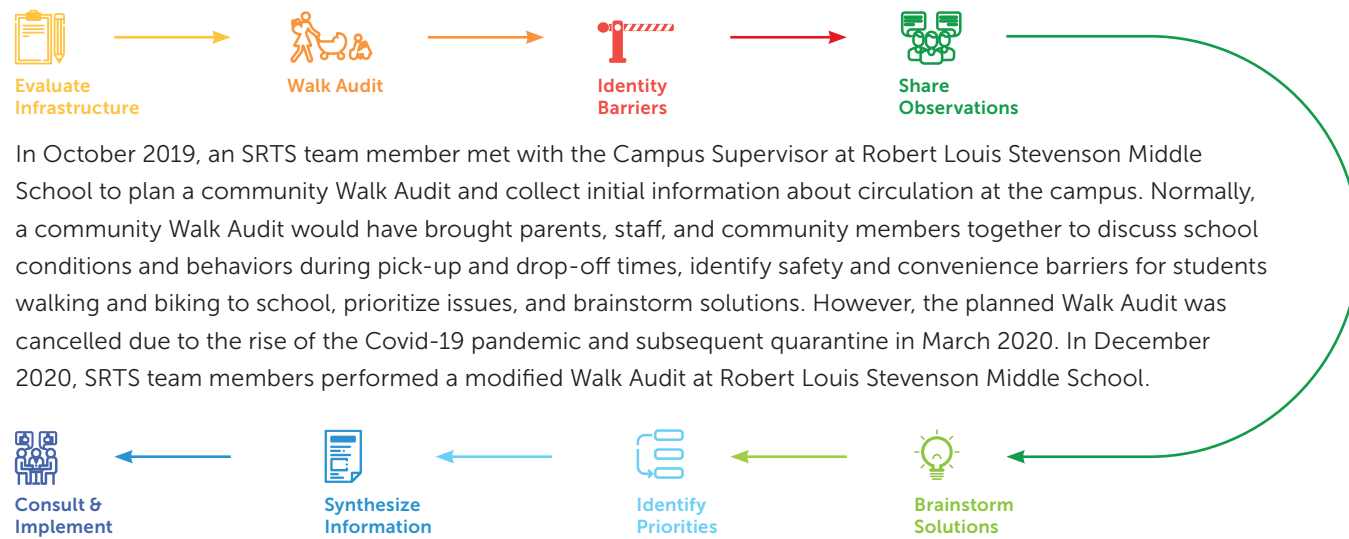 Evaluate
Infrastructure
Walk Audit
Identity
Barriers
Share
Observations
In October 2019, an SRTS team member met with the Campus Supervisor at Robert Louis Stevenson Middle
School to plan a community Walk Audit and collect initial information about circulation at the campus. Normally,
a community Walk Audit would have brought parents, staff, and community members together to discuss school
conditions and behaviors during pick-up and drop-off times, identify safety and convenience barriers for students
walking and biking to school, prioritize issues, and brainstorm solutions. However, the planned Walk Audit was
cancelled due to the rise of the Covid-19 pandemic and subsequent quarantine in March 2020. In December
2020, SRTS team members performed a modified Walk Audit at Robert Louis Stevenson Middle School.
Consult &
Implement
Synthesize
Information
Identify
Priorities
Brainstorm
Solutions